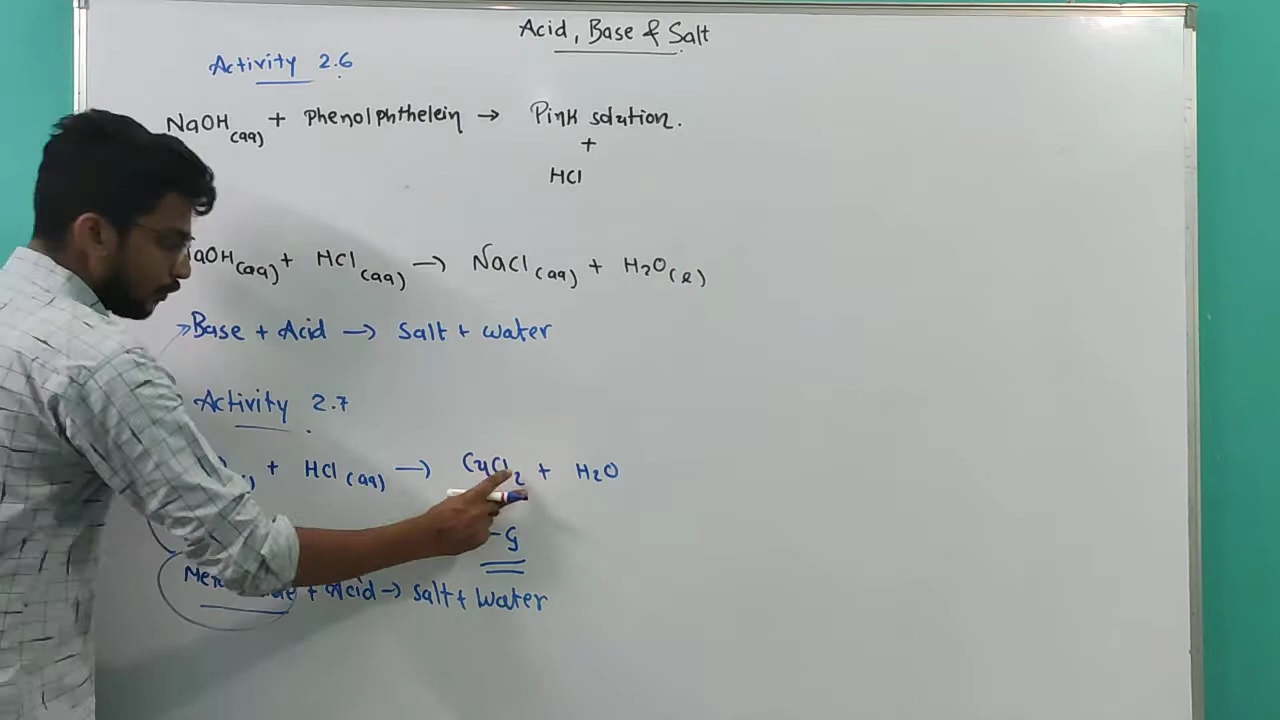 Acid, Base & Salt
Activity 2.6
NaOH(aq) + Phenolphthelein → Pink solution.
+
HCl
aOH(aq) + HCl(aq) → NaCl(aq) + H2O(l)
Base + Acid → Salt + water
Activity 2.7
+ HCl(aq) → CuCl2 + H2O
-G
+ Acid → Salt + Water